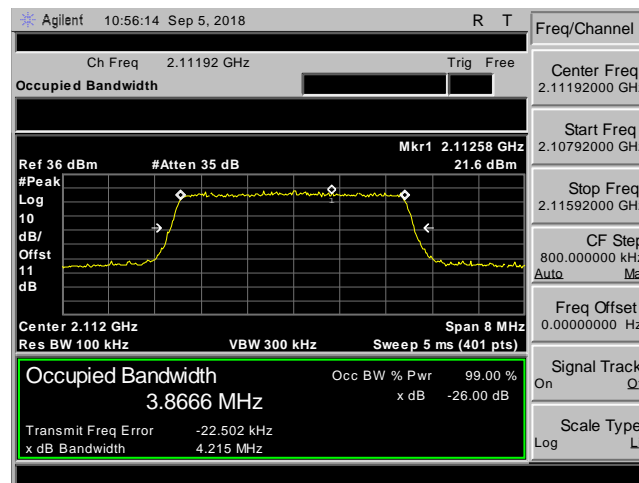 Agilent 10:56:14 Sep 5, 2018 R T
Freq/Channel
Ch Freq 2.11192 GHz Trig Free
Occupied Bandwidth
Center Freq
2.11192000 GH
Start Freq
2.10792000 GH
Stop Freq
2.11592000 GH
CF Step
800.000000 kHz
Auto Ma
Freq Offset
0.00000000 Hz
Signal Track
On O
Scale Type
Log L
Mkr1 2.11258 GHz
Ref 36 dBm #Atten 35 dB 21.6 dBm
#Peak
Log
10
dB/
Offst
11
dB
1
Center 2.112 GHz Span 8 MHz
Res BW 100 kHz VBW 300 kHz Sweep 5 ms (401 pts)
Occupied Bandwidth Occ BW % Pwr 99.00 %
3.8666 MHz x dB -26.00 dB
Transmit Freq Error -22.502 kHz
x dB Bandwidth 4.215 MHz